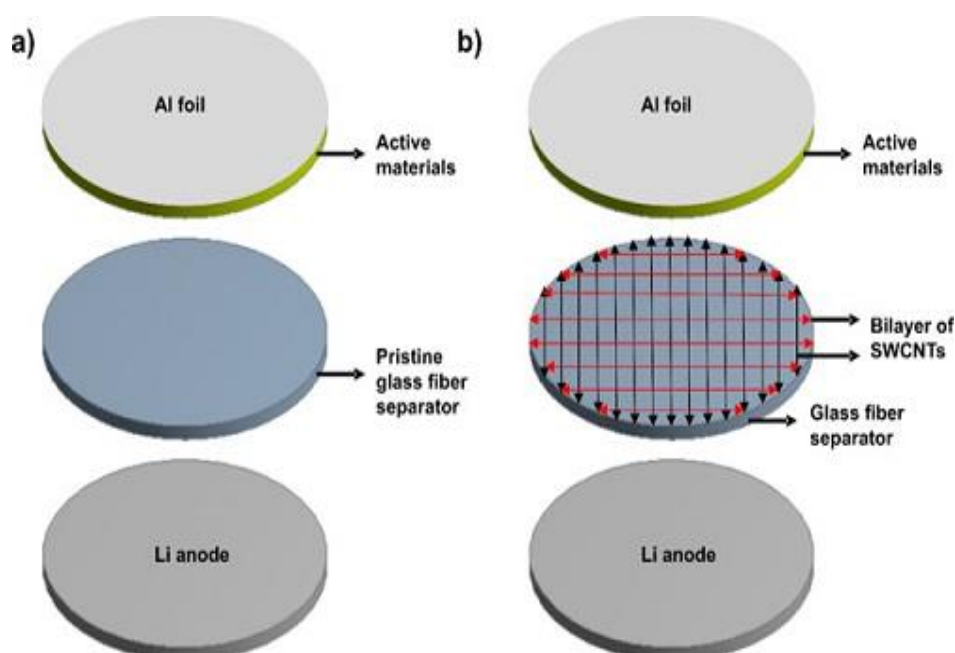 a)
Al foil
Active
materials
Pristine
glass fiber
separator
Li anode
b)
Al foil
Active
materials
Bilayer of
SWCNTs
Glass fiber
separator
Li anode